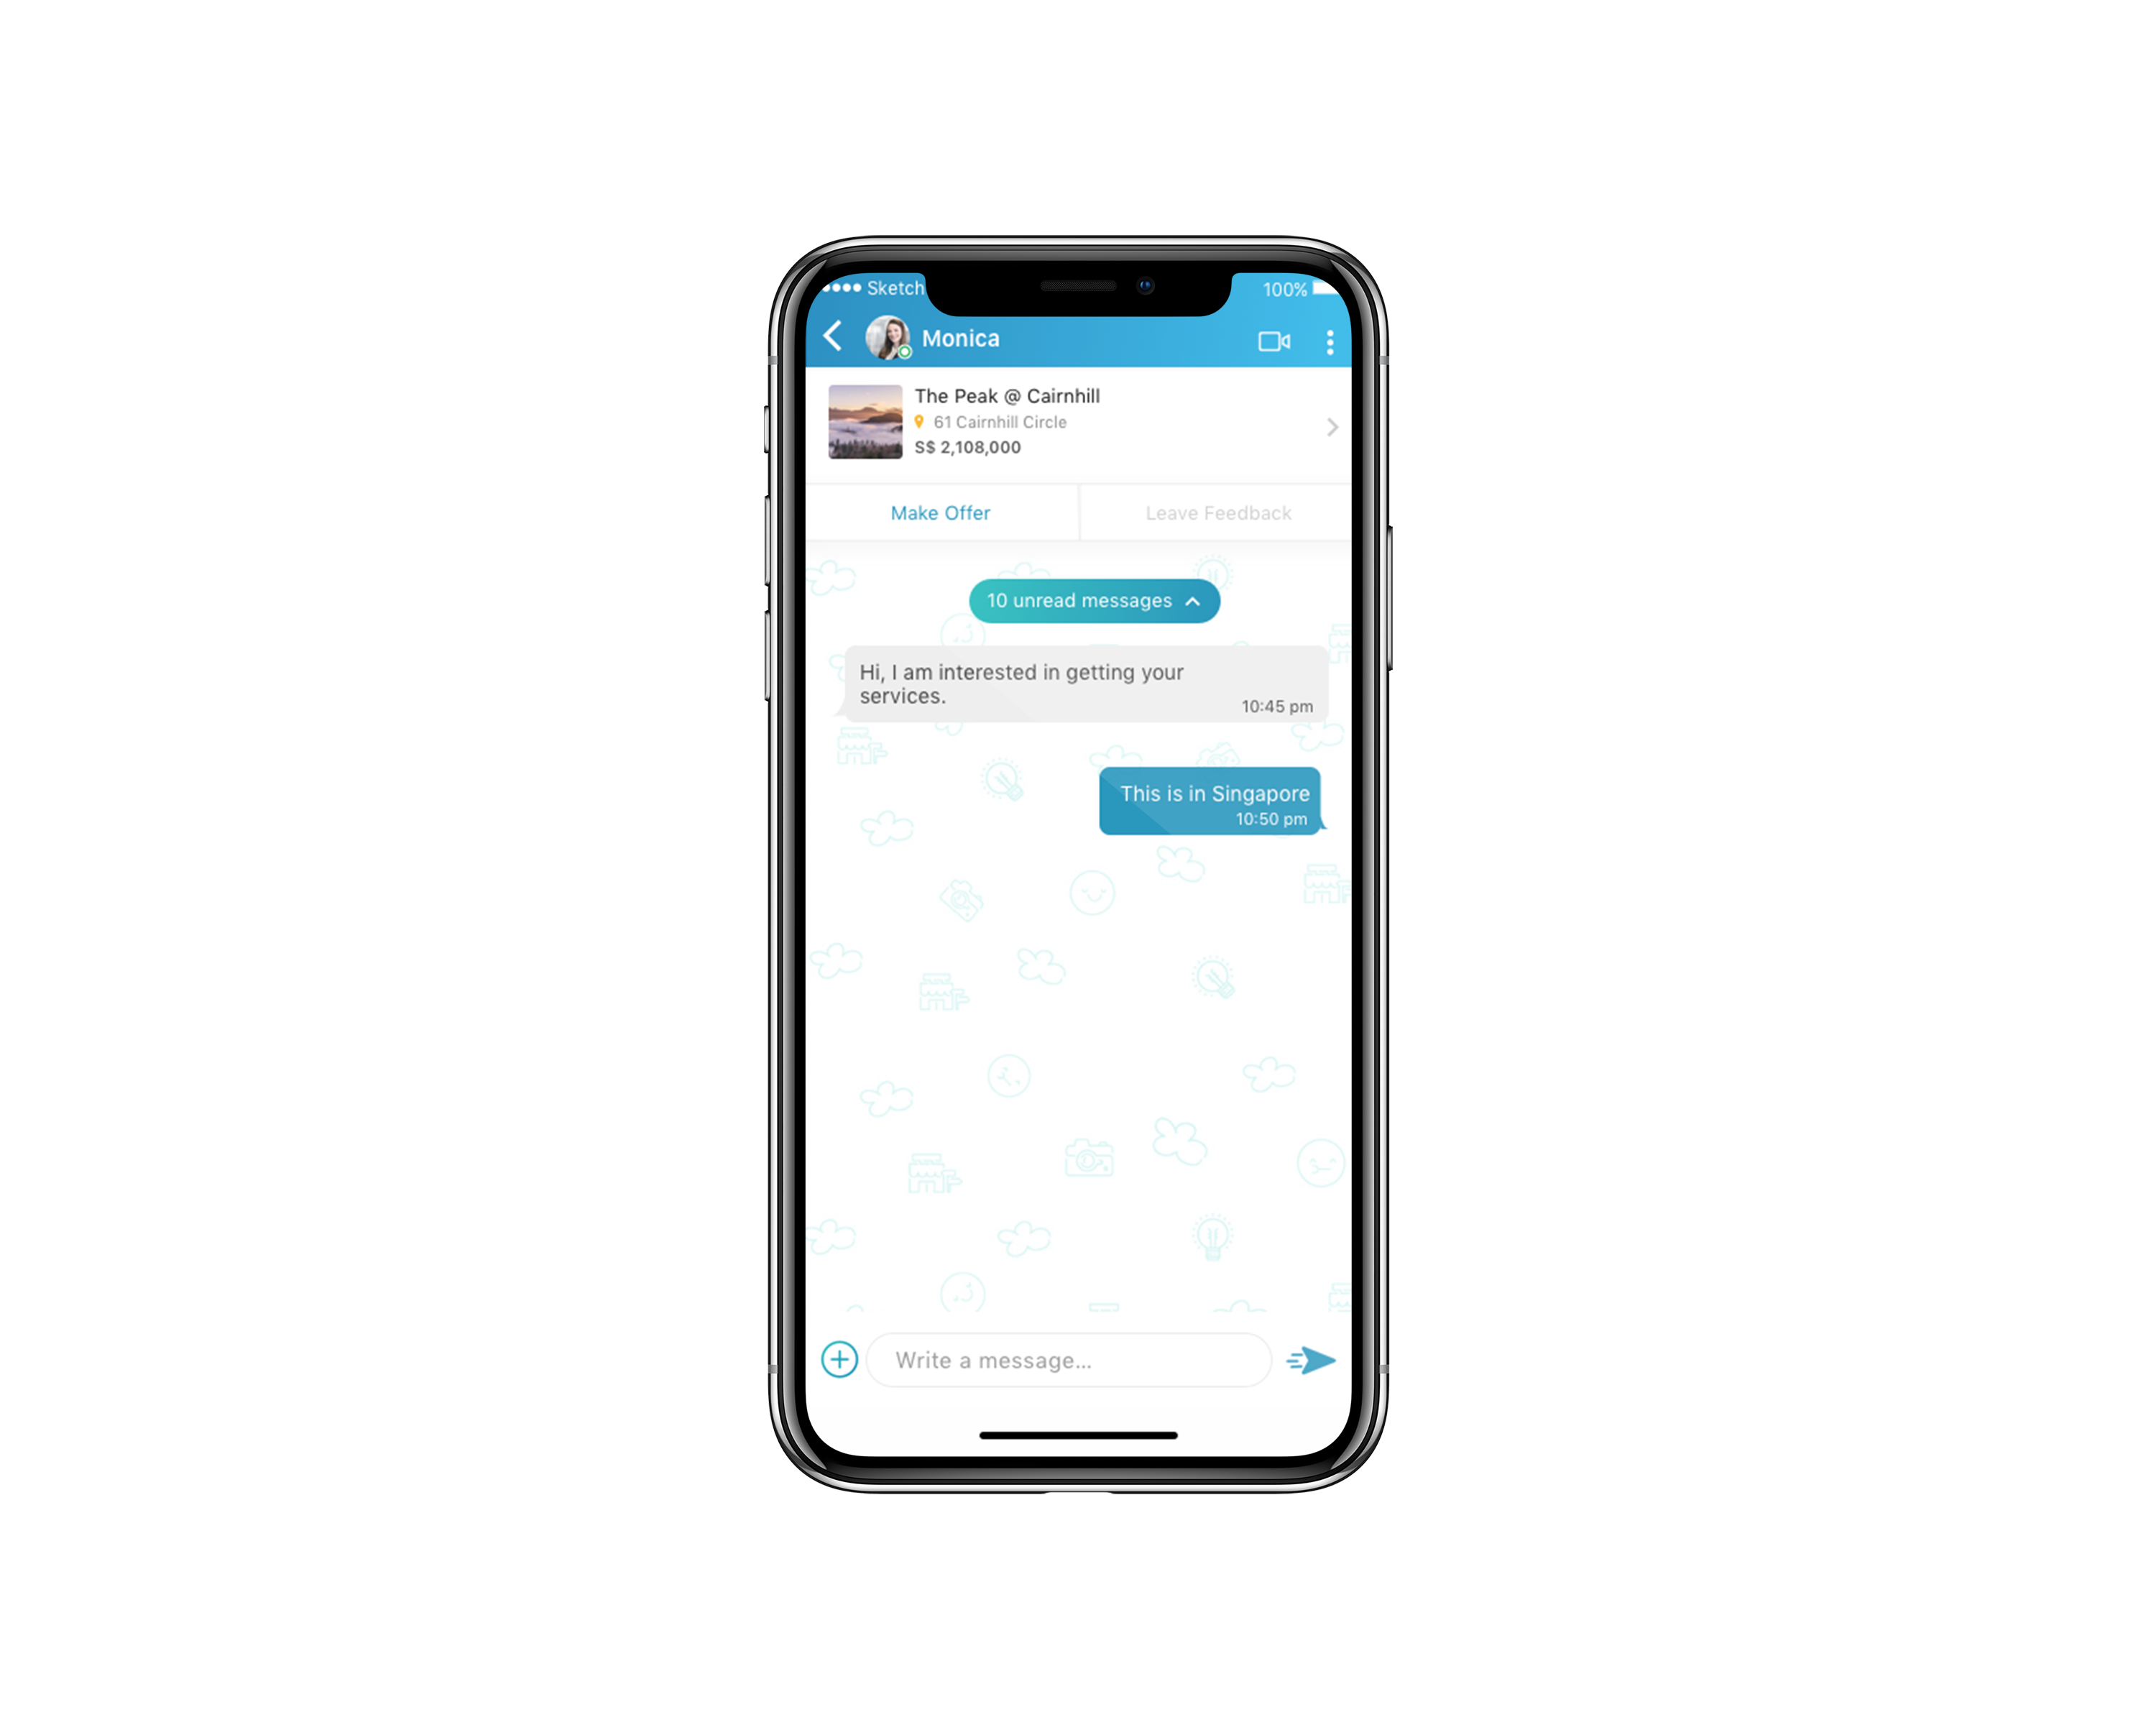 Sketch
100%
Monica
The Peak @ Cairnhill
61 Cairnhill Circle
S$ 2,108,000
Make Offer
Leave Feedback
10 unread messages
Hi, I am interested in getting your
services.
10:45 pm
This is in Singapore
10:50 pm
Write a message...